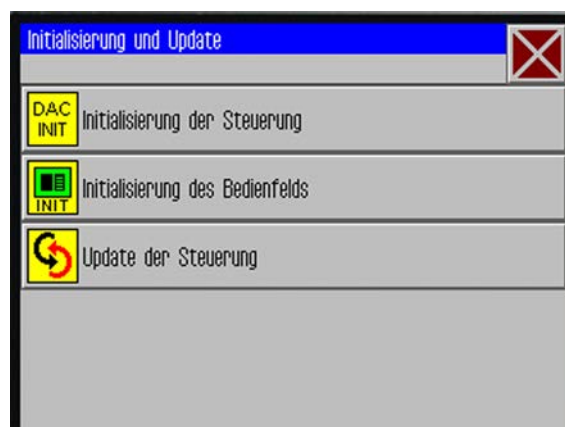 Initialisierung und Update
DAC
INIT
Initialisierung der Steuerung
INIT
Initialisierung des Bedienfelds
Update der Steuerung